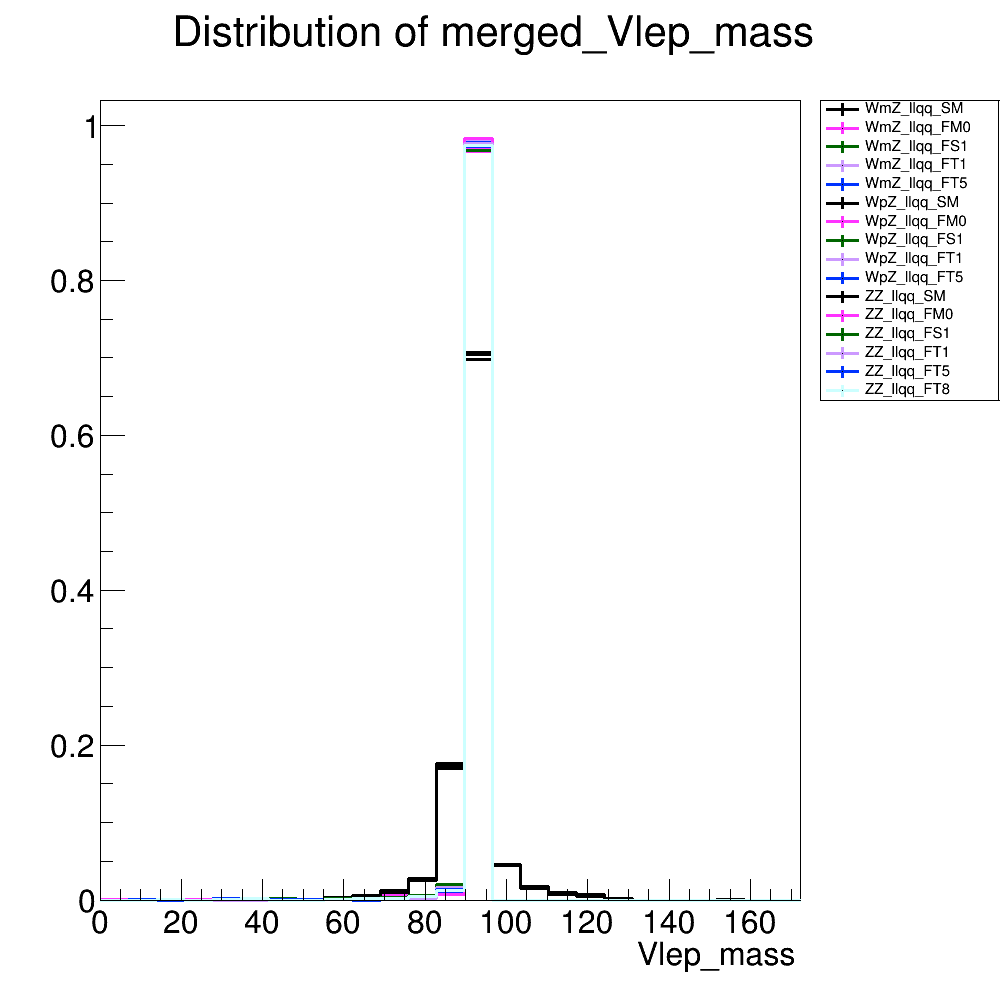 Distribution of merged_Vlep_mass
WmZ_llqq_SM
WmZ_llqq_FM0
WmZ_llqq_FS1
WmZ_llqq_FT1
WmZ_llqq_FT5
WpZ_llqq_SM
WpZ_llqq_FM0
WpZ_llqq_FS1
WpZ_llqq_FT1
WpZ_llqq_FT5
ZZ_llqq_SM
ZZ_llqq_FM0
ZZ_llqq_FS1
ZZ_llqq_FT1
ZZ_llqq_FT5
ZZ_llqq_FT8
1
0.8
0.6
0.4
0.2
0
0 20 40 60 80 100 120 140 160
Vlep_mass